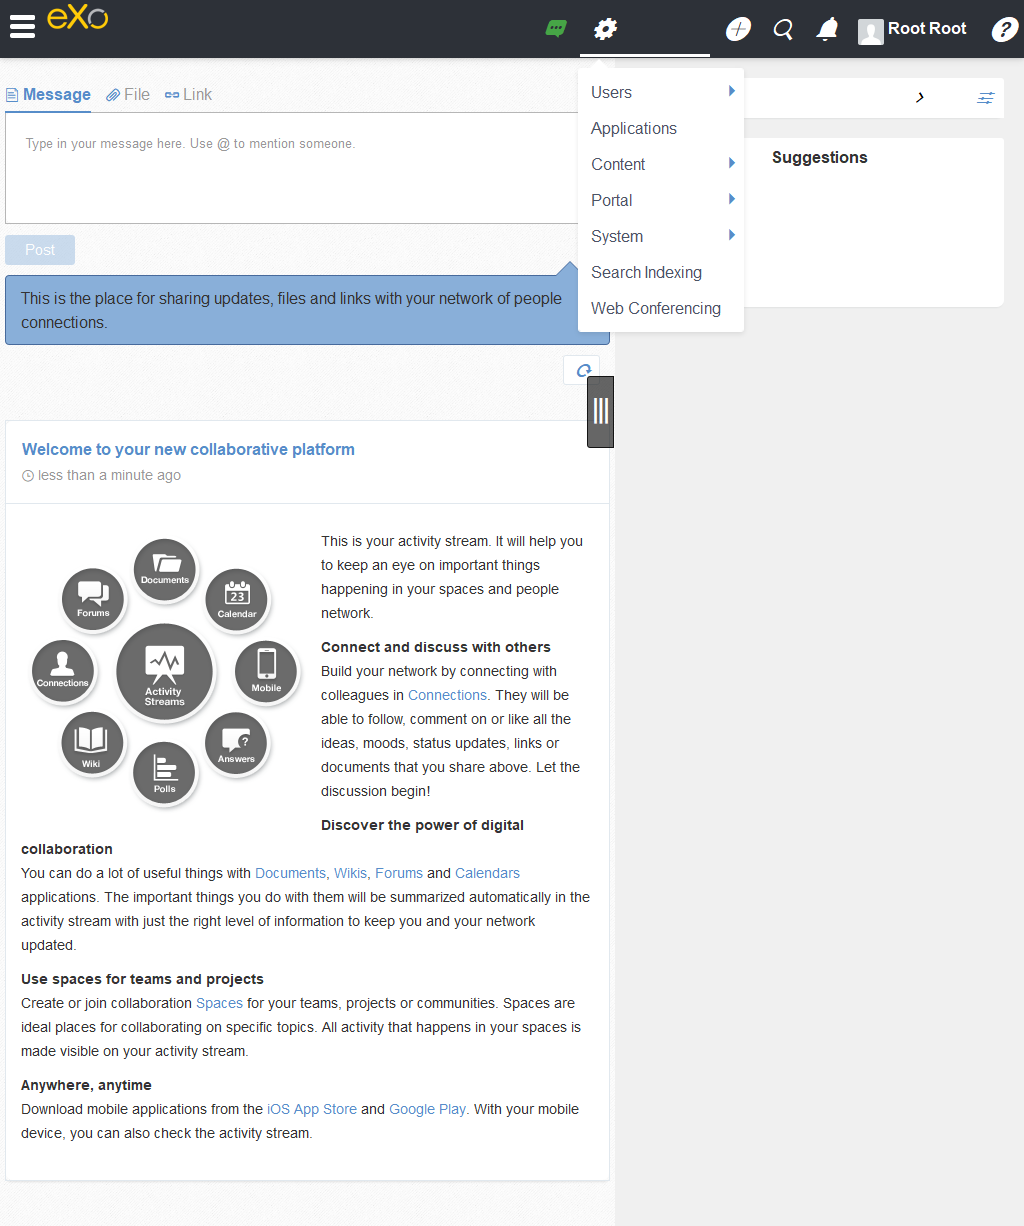 eXo
Root Root
?
Message File Link
Type in your message here. Use @ to mention someone.
Post
This is the place for sharing updates, files and links with your network of people
connections.
Users
Applications
Content
Portal
System
Search Indexing
Web Conferencing
Suggestions
Welcome to your new collaborative platform
less than a minute ago
Documents
Forums
23
Calendar
Connections
Activity
Streams
Mobile
Wiki
?
Answers
Polls
This is your activity stream. It will help you
to keep an eye on important things
happening in your spaces and people
network.
Connect and discuss with others
Build your network by connecting with
colleagues in Connections. They will be
able to follow, comment on or like all the
ideas, moods, status updates, links or
documents that you share above. Let the
discussion begin!
Discover the power of digital
collaboration
You can do a lot of useful things with Documents, Wikis, Forums and Calendars
applications. The important things you do with them will be summarized automatically in the
activity stream with just the right level of information to keep you and your network
updated.
Use spaces for teams and projects
Create or join collaboration Spaces for your teams, projects or communities. Spaces are
ideal places for collaborating on specific topics. All activity that happens in your spaces is
made visible on your activity stream.
Anywhere, anytime
Download mobile applications from the iOS App Store and Google Play. With your mobile
device, you can also check the activity stream.